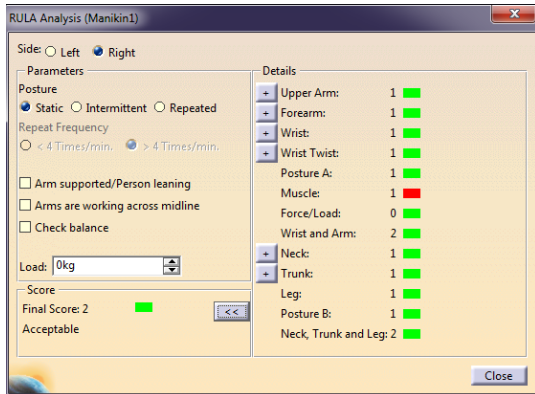 RULA Analysis (Manikin1)
Side: Left Right
Parameters
Posture
Static Intermittent Repeated
Repeat Frequency
< 4 Times/min. > 4 Times/min.
Arm supported/Person leaning
Arms are working across midline
Check balance
Load: 0kg
Score
Final Score: 2
<<
Acceptable
Details
+ Upper Arm: 1
+ Forearm: 1
+ Wrist: 1
+ Wrist Twist: 1
Posture A: 1
Muscle: 1
Force/Load: 0
Wrist and Arm: 2
+ Neck: 1
+ Trunk: 1
Leg: 1
Posture B: 1
Neck, Trunk and Leg: 2
Close